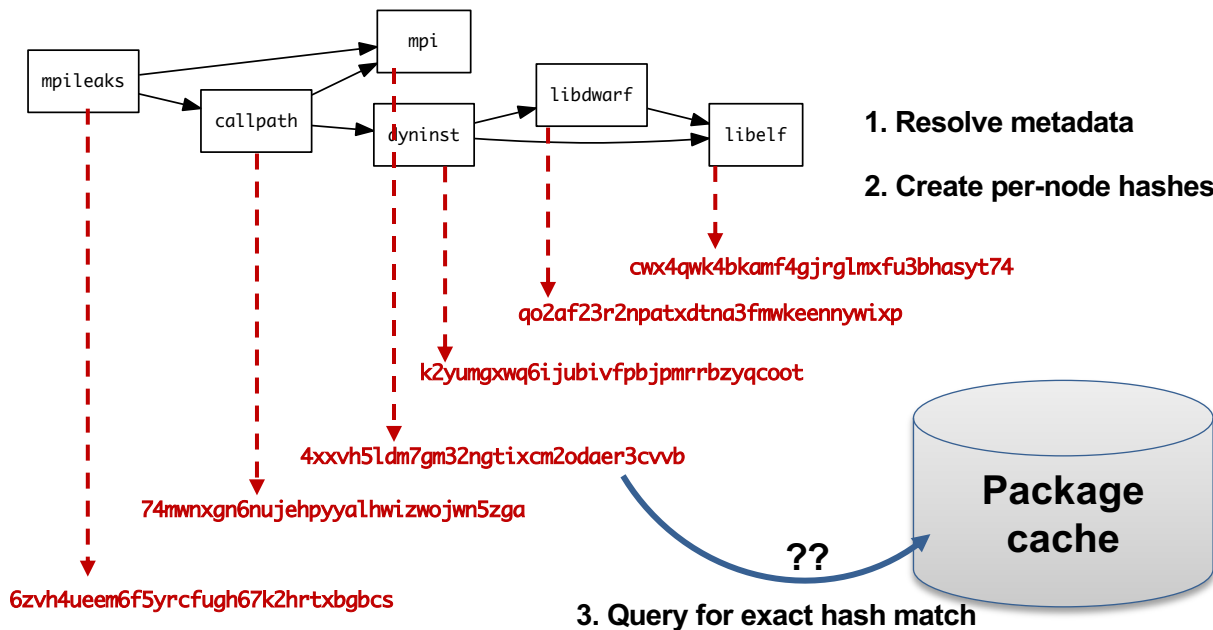 mpi
mpileaks
libdwarf
callpath
dyninst
libelf
1. Resolve metadata
2. Create per-node hashes
cwx4qwk4bkamf4gjrglmxfu3bhasyt74
qo2af23r2npatxdtna3fmwkeennywixp
k2yumgxwq6ijubivfpbjpmrrbzyqcoot
4xxvh5ldm7gm32ngtixcm2odaer3cvvb
74mwnxgn6nujehpyyalhwizwojwn5zga
6zvh4ueem6f5yrcfugh67k2hrtxbgbcs
Package
cache
??
3. Query for exact hash match